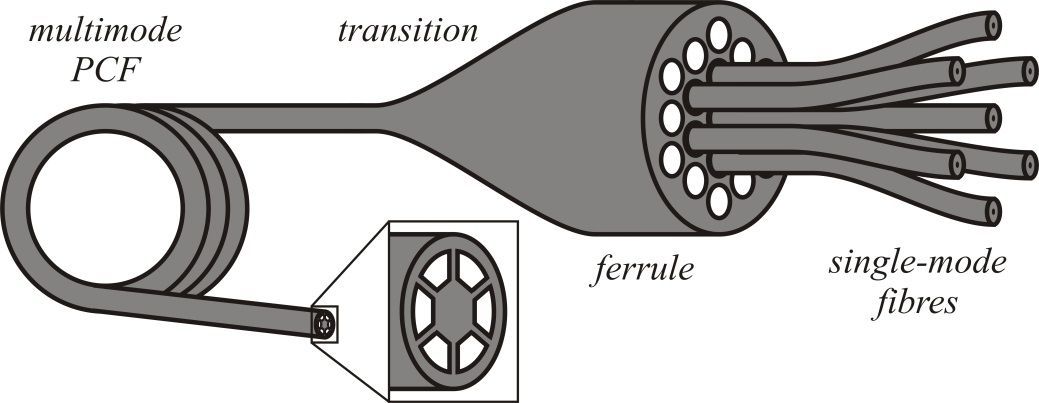 multimode
PCF
transition
ferrule
single-mode
fibres